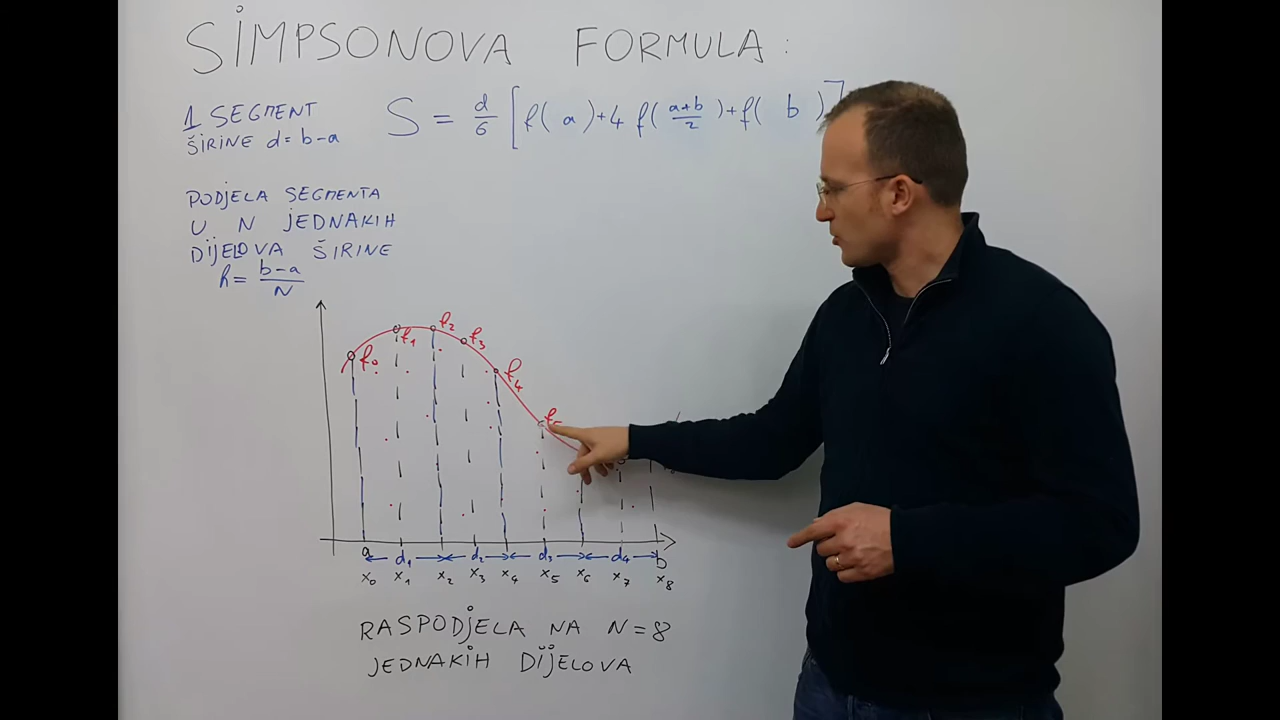 SIMPSONOVA FORMULA:
1 SEGMENT
ŠIRINE d=b-a
S = d/6 [f(a)+4f(a+b/2)+f(b)]
PODJELA SEGMENTA
U N JEDNAKIH
DIJELOVA ŠIRINE
h = b-a/N
f₀ f₁ f₂ f₃ f₄ f₅
a d₁ d₂ d₃ d₄ b
x₀ x₁ x₂ x₃ x₄ x₅ x₆ x₇ x₈
RASPODJELA NA N=8
JEDNAKIH DIJELOVA